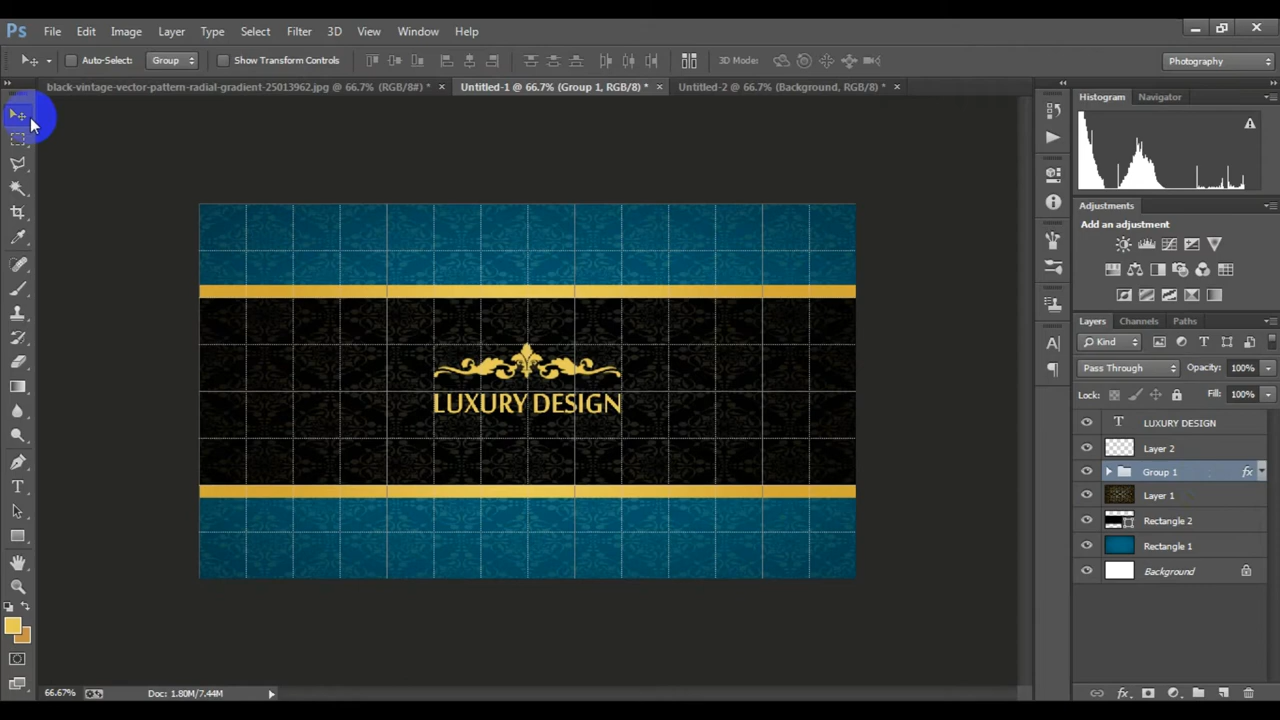 Ps File Edit Image Layer Type Select Filter 3D View Window Help
Auto-Select: Group Show Transform Controls 3D Mode: Photography
black-vintage-vector-pattern-radial-gradient-25013962.jpg @ 66.7% (RGB/8#) * × Untitled-1 @ 66.7% (Group 1, RGB/8) * × Untitled-2 @ 66.7% (Background, RGB/8) * ×
Histogram Navigator
Adjustments
Add an adjustment
Layers Channels Paths
Kind
Pass Through Opacity: 100%
Lock: Fill: 100%
T LUXURY DESIGN
Layer 2
Group 1 fx
Layer 1
Rectangle 2
Rectangle 1
Background
LUXURY DESIGN
66.67% Doc: 1.80M/7.44M